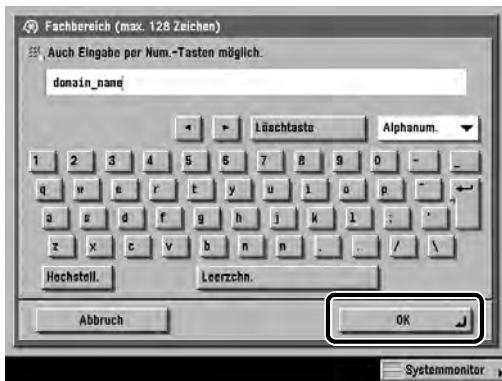 Fachbereich (max. 128 Zeichen)
Auch Eingabe per Num.-Tasten möglich.
domain_name
◄ ► Löschtaste Alphanum. ▼
1 2 3 4 5 6 7 8 9 0 - _
q w e r t y u i o p ~
a s d f g h j k l ; '
z x c v b n m , . / \
Hochstell. Leerzchn.
Abbruch OK
Systemmonitor